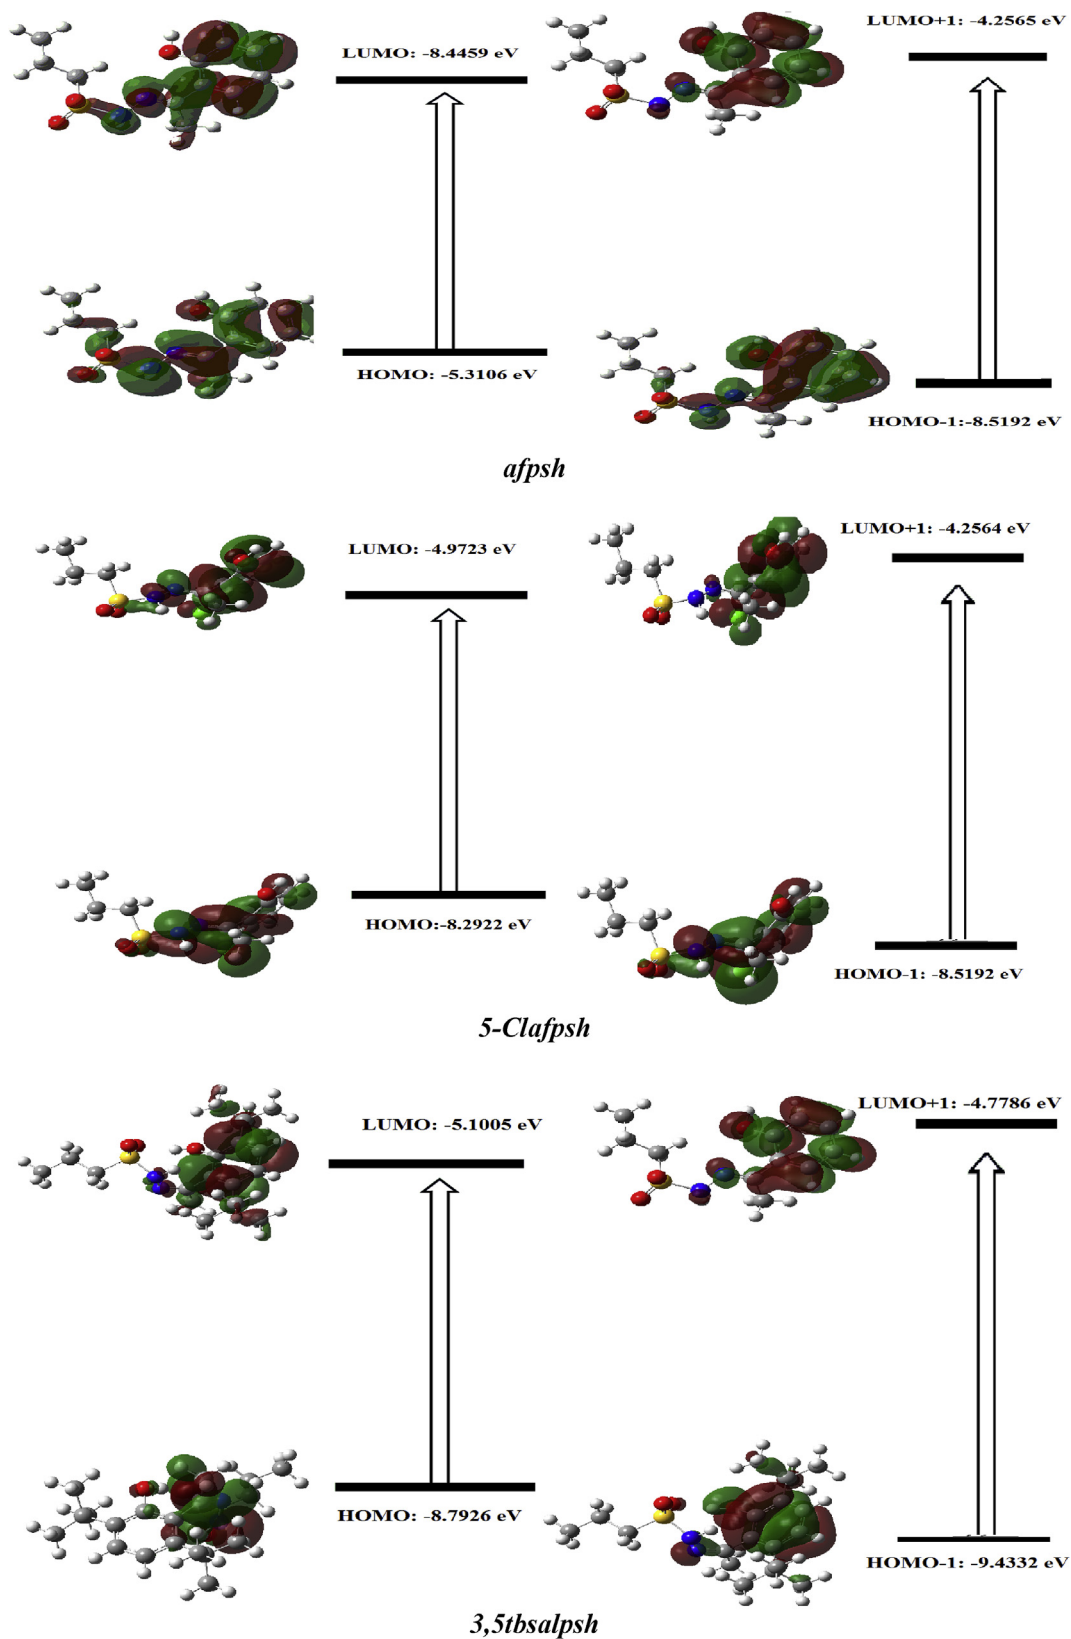 LUMO: -8.4459 eV
LUMO+1: -4.2565 eV
HOMO: -5.3106 eV
HOMO-1:-8.5192 eV
afpsh
LUMO: -4.9723 eV
LUMO+1: -4.2564 eV
HOMO:-8.2922 eV
HOMO-1: -8.5192 eV
5-Clafpsh
LUMO: -5.1005 eV
LUMO+1: -4.7786 eV
HOMO: -8.7926 eV
HOMO-1: -9.4332 eV
3,5tbsalpsh